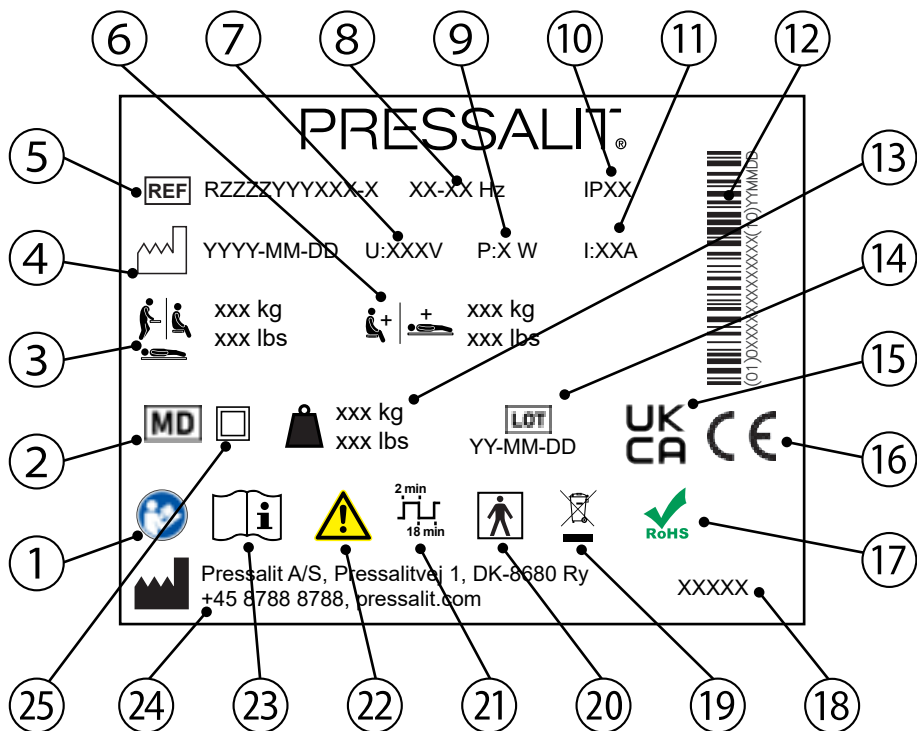 6 7 8 9 10 11 12
PRESSALIT®
13
5 REF RZZZZYYYXXX-X XX-XX Hz IPXX
4 YYYY-MM-DD U:XXXV P:X W I:XXA
14
xxx kg xxx kg
xxx lbs xxx lbs
3
15
MD xxx kg LOT UK CA CE
xxx lbs YY-MM-DD
2 16
2 min
18 min
RoHS
1 17
Pressalit A/S, Pressalitvej 1, DK-8680 Ry
+45 8788 8788, pressalit.com XXXXX
25 24 23 22 21 20 19 18